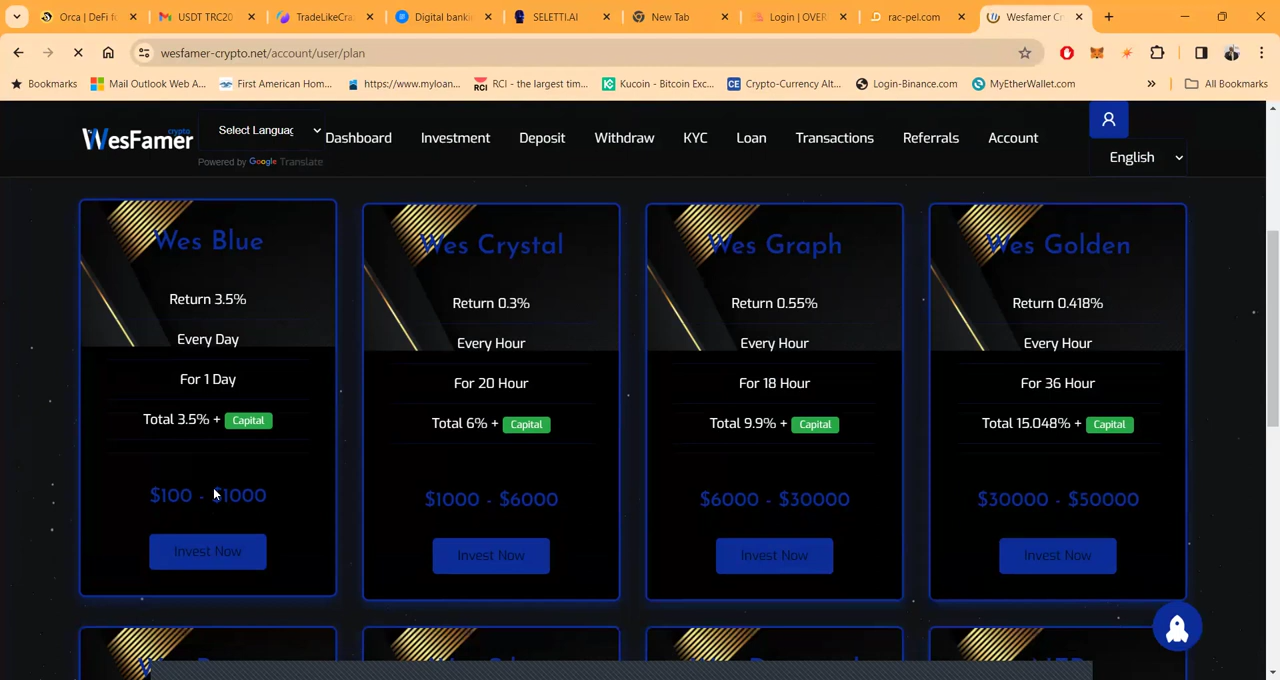 Orca | DeFi f
USDT TRC20
TradeLikeCra
Digital bankin
SELETTI.AI
New Tab
Login | OVER
rac-pel.com
Wesfamer Cr
wesfamer-crypto.net/account/user/plan
Bookmarks
Mail Outlook Web A...
First American Hom...
https://www.myloan...
RCI - the largest tim...
Kucoin - Bitcoin Exc...
Crypto-Currency Alt...
Login-Binance.com
MyEtherWallet.com
All Bookmarks
WesFamer crypto
Select Languag
Powered by Google Translate
Dashboard
Investment
Deposit
Withdraw
KYC
Loan
Transactions
Referrals
Account
English
Wes Blue
Return 3.5%
Every Day
For 1 Day
Total 3.5% + Capital
$100 - $1000
Invest Now
Wes Crystal
Return 0.3%
Every Hour
For 20 Hour
Total 6% + Capital
$1000 - $6000
Invest Now
Wes Graph
Return 0.55%
Every Hour
For 18 Hour
Total 9.9% + Capital
$6000 - $30000
Invest Now
Wes Golden
Return 0.418%
Every Hour
For 36 Hour
Total 15.048% + Capital
$30000 - $50000
Invest Now